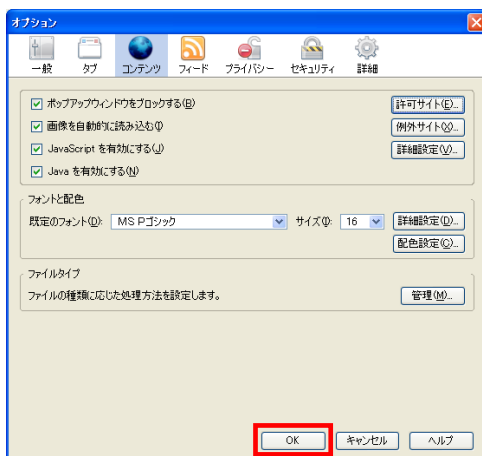 オプション
一般 タブ コンテンツ フィード プライバシー セキュリティ 詳細
ポップアップウィンドウをブロックする(B) 許可サイト(E)...
画像を自動的に読み込む(I) 例外サイト(X)...
JavaScript を有効にする(J) 詳細設定(V)...
Java を有効にする(N)
フォントと配色
既定のフォント(D): MS Pゴシック サイズ(I): 16 詳細設定(D)...
配色設定(C)...
ファイルタイプ
ファイルの種類に応じた処理方法を設定します。 管理(M)...
OK キャンセル ヘルプ